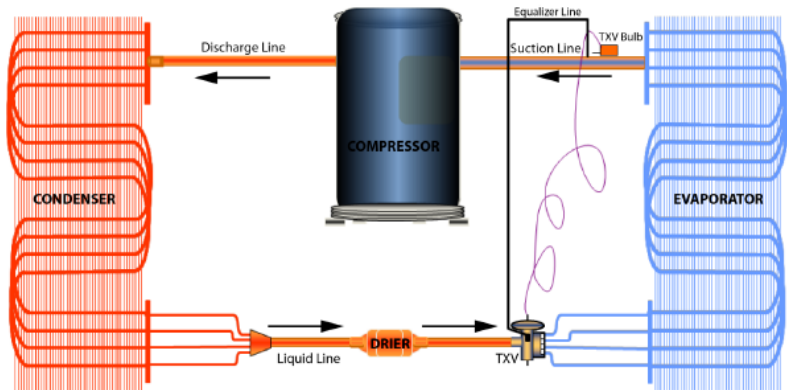 Equalizer Line
Discharge Line
Suction Line
TXV Bulb
COMPRESSOR
CONDENSER
EVAPORATOR
DRIER
Liquid Line
TXV